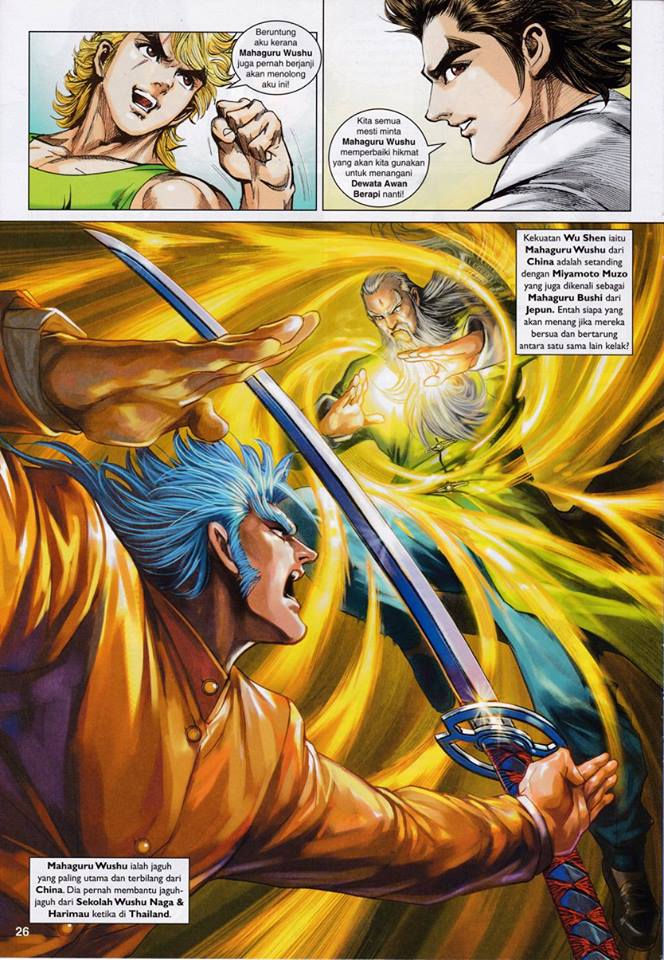 Beruntung
aku kerana
Mahaguru Wushu
juga pernah berjanji
akan menolong
aku ini!
Kita semua
mesti minta
Mahaguru Wushu
memperbaiki hikmat
yang akan kita gunakan
untuk menangani
Dewata Awan
Berapi nanti!
Kekuatan Wu Shen iaitu
Mahaguru Wushu dari
China adalah setanding
dengan Miyamoto Muzo
yang juga dikenali sebagai
Mahaguru Bushi dari
Jepun. Entah siapa yang
akan menang jika mereka
bersua dan bertarung
antara satu sama lain kelak?
Mahaguru Wushu ialah jaguh
yang paling utama dan terbilang dari
China. Dia pernah membantu jaguh-
jaguh dari Sekolah Wushu Naga &
Harimau ketika di Thailand.
26